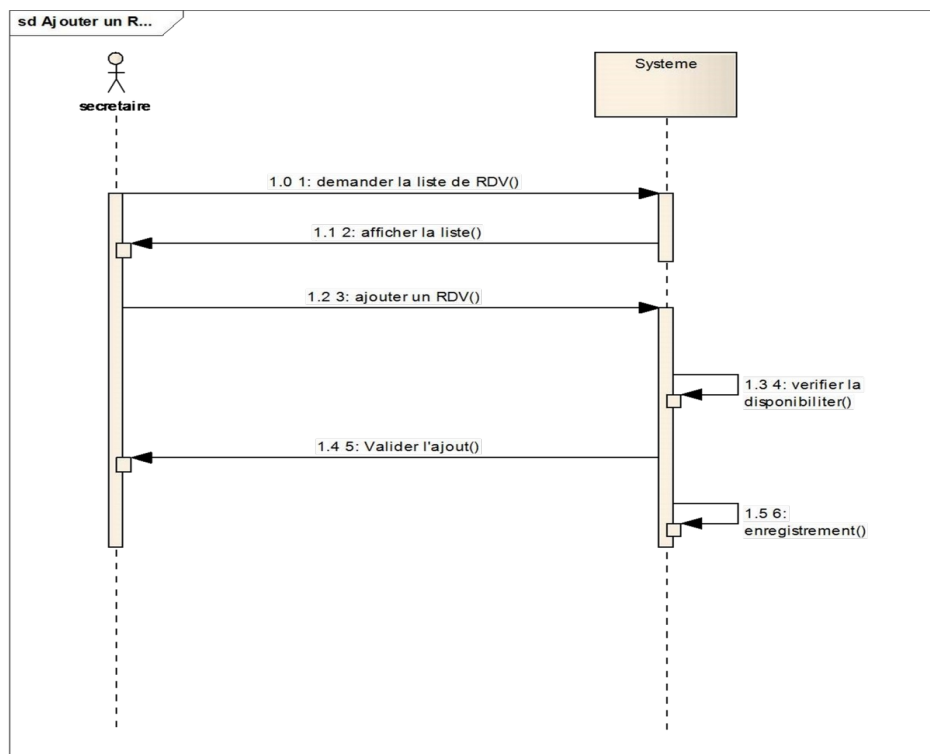 sd Ajouter un R...
secretaire
Systeme
1.0 1: demander la liste de RDV()
1.1 2: afficher la liste()
1.2 3: ajouter un RDV()
1.3 4: verifier la
disponibiliter()
1.4 5: Valider l'ajout()
1.5 6:
enregistrement()